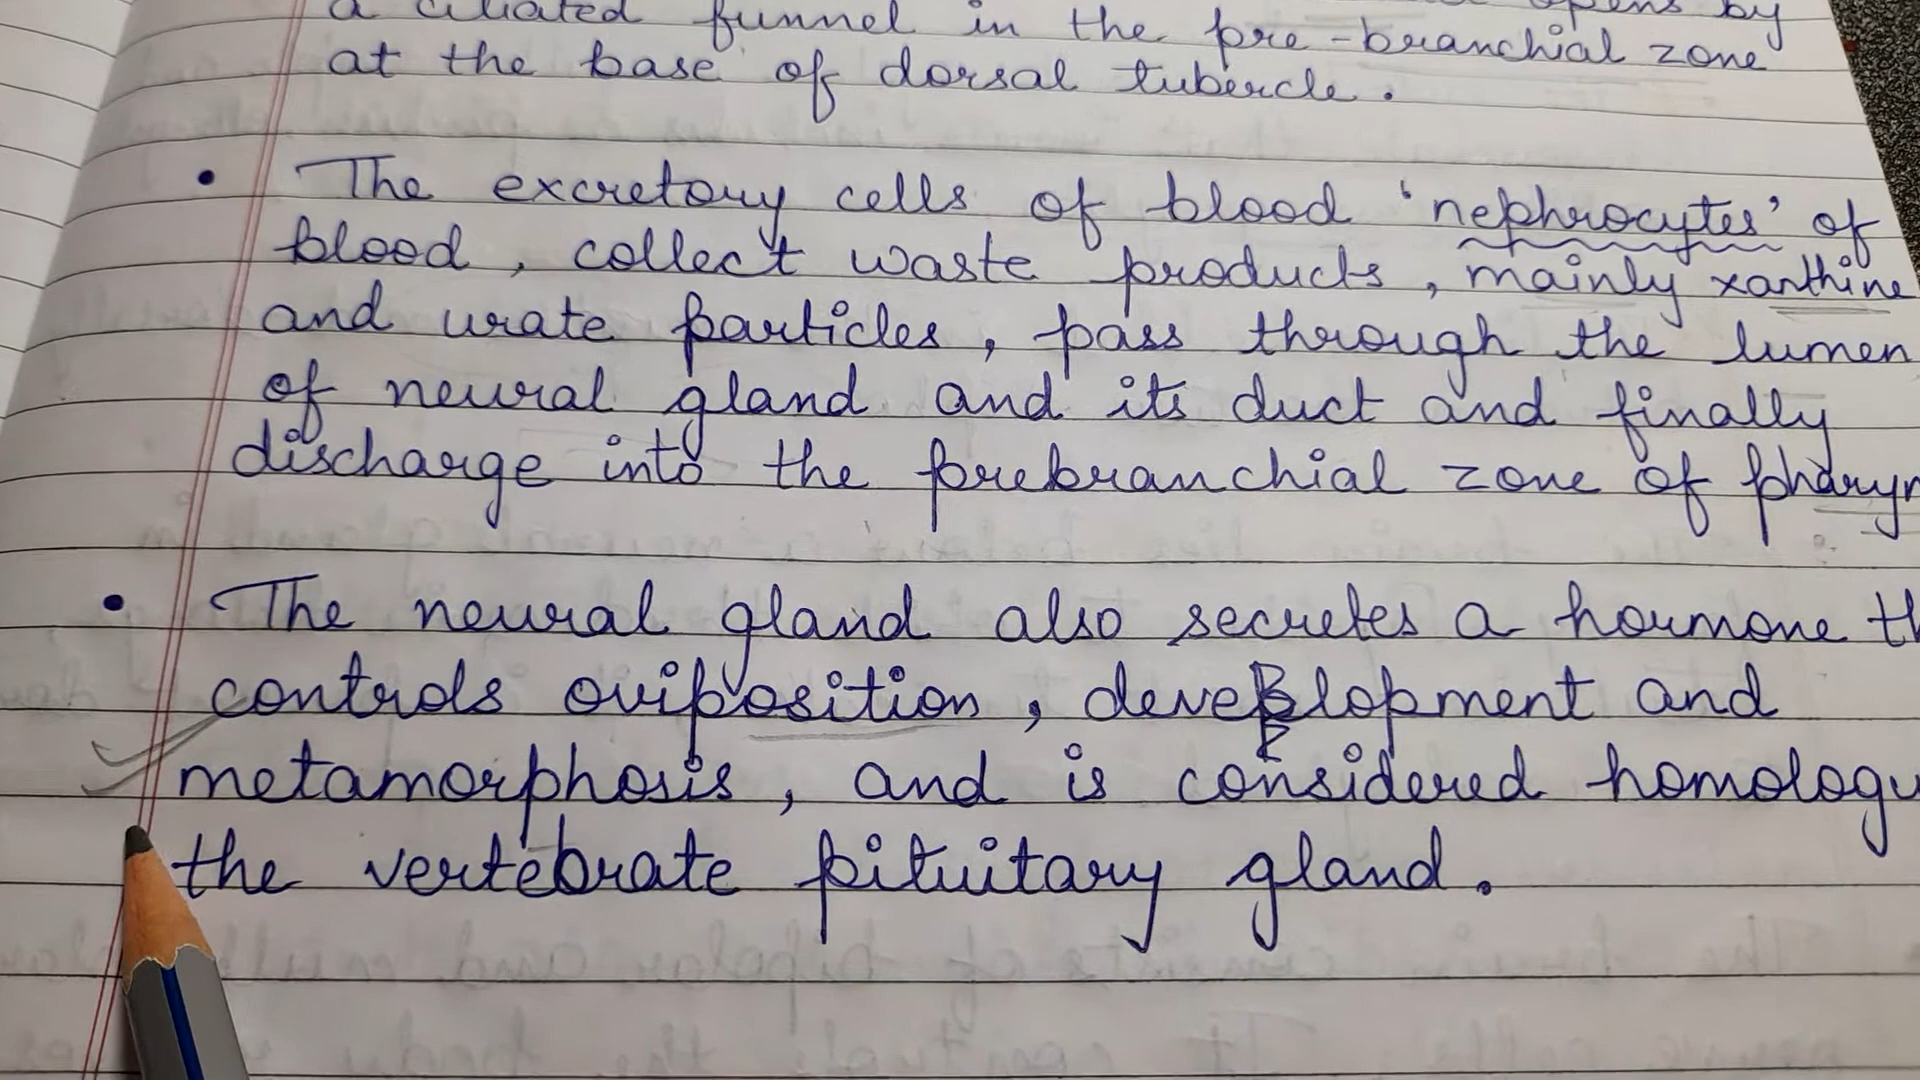 a ciliated funnel in the pre-branchial zone opens by
at the base of dorsal tubercle.
• The excretory cells of blood 'nephrocytes' of
blood, collect waste products, mainly xanthine
and urate particles, pass through the lumen
of neural gland and its duct and finally
discharge into the prebranchial zone of pharyn
• The neural gland also secretes a hormone th
controls oviposition, development and
metamorphosis, and is considered homologu
the vertebrate pituitary gland.